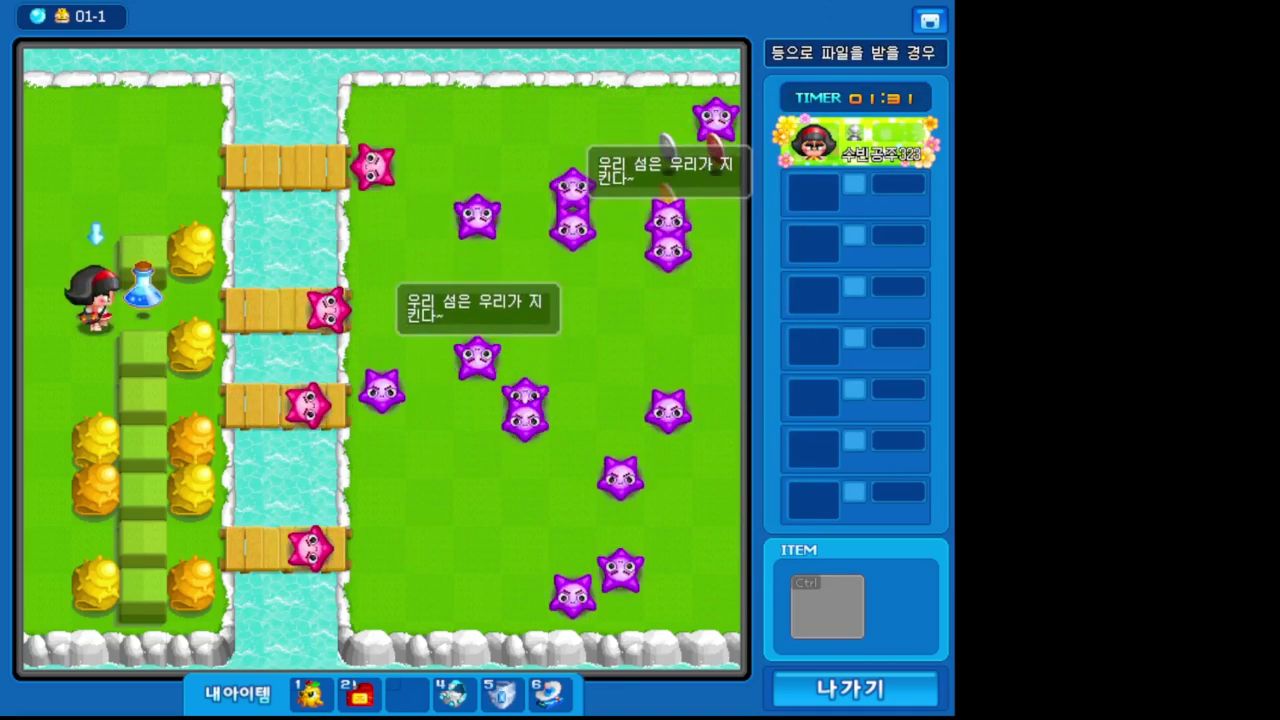 01-1
등으로 파일을 받을 경우
TIMER 01:31
수빈공주323
우리 섬은 우리가 지
킨다~
우리 섬은 우리가 지
킨다~
ITEM
Ctrl
내아이템
1
2
4
5
6
나가기